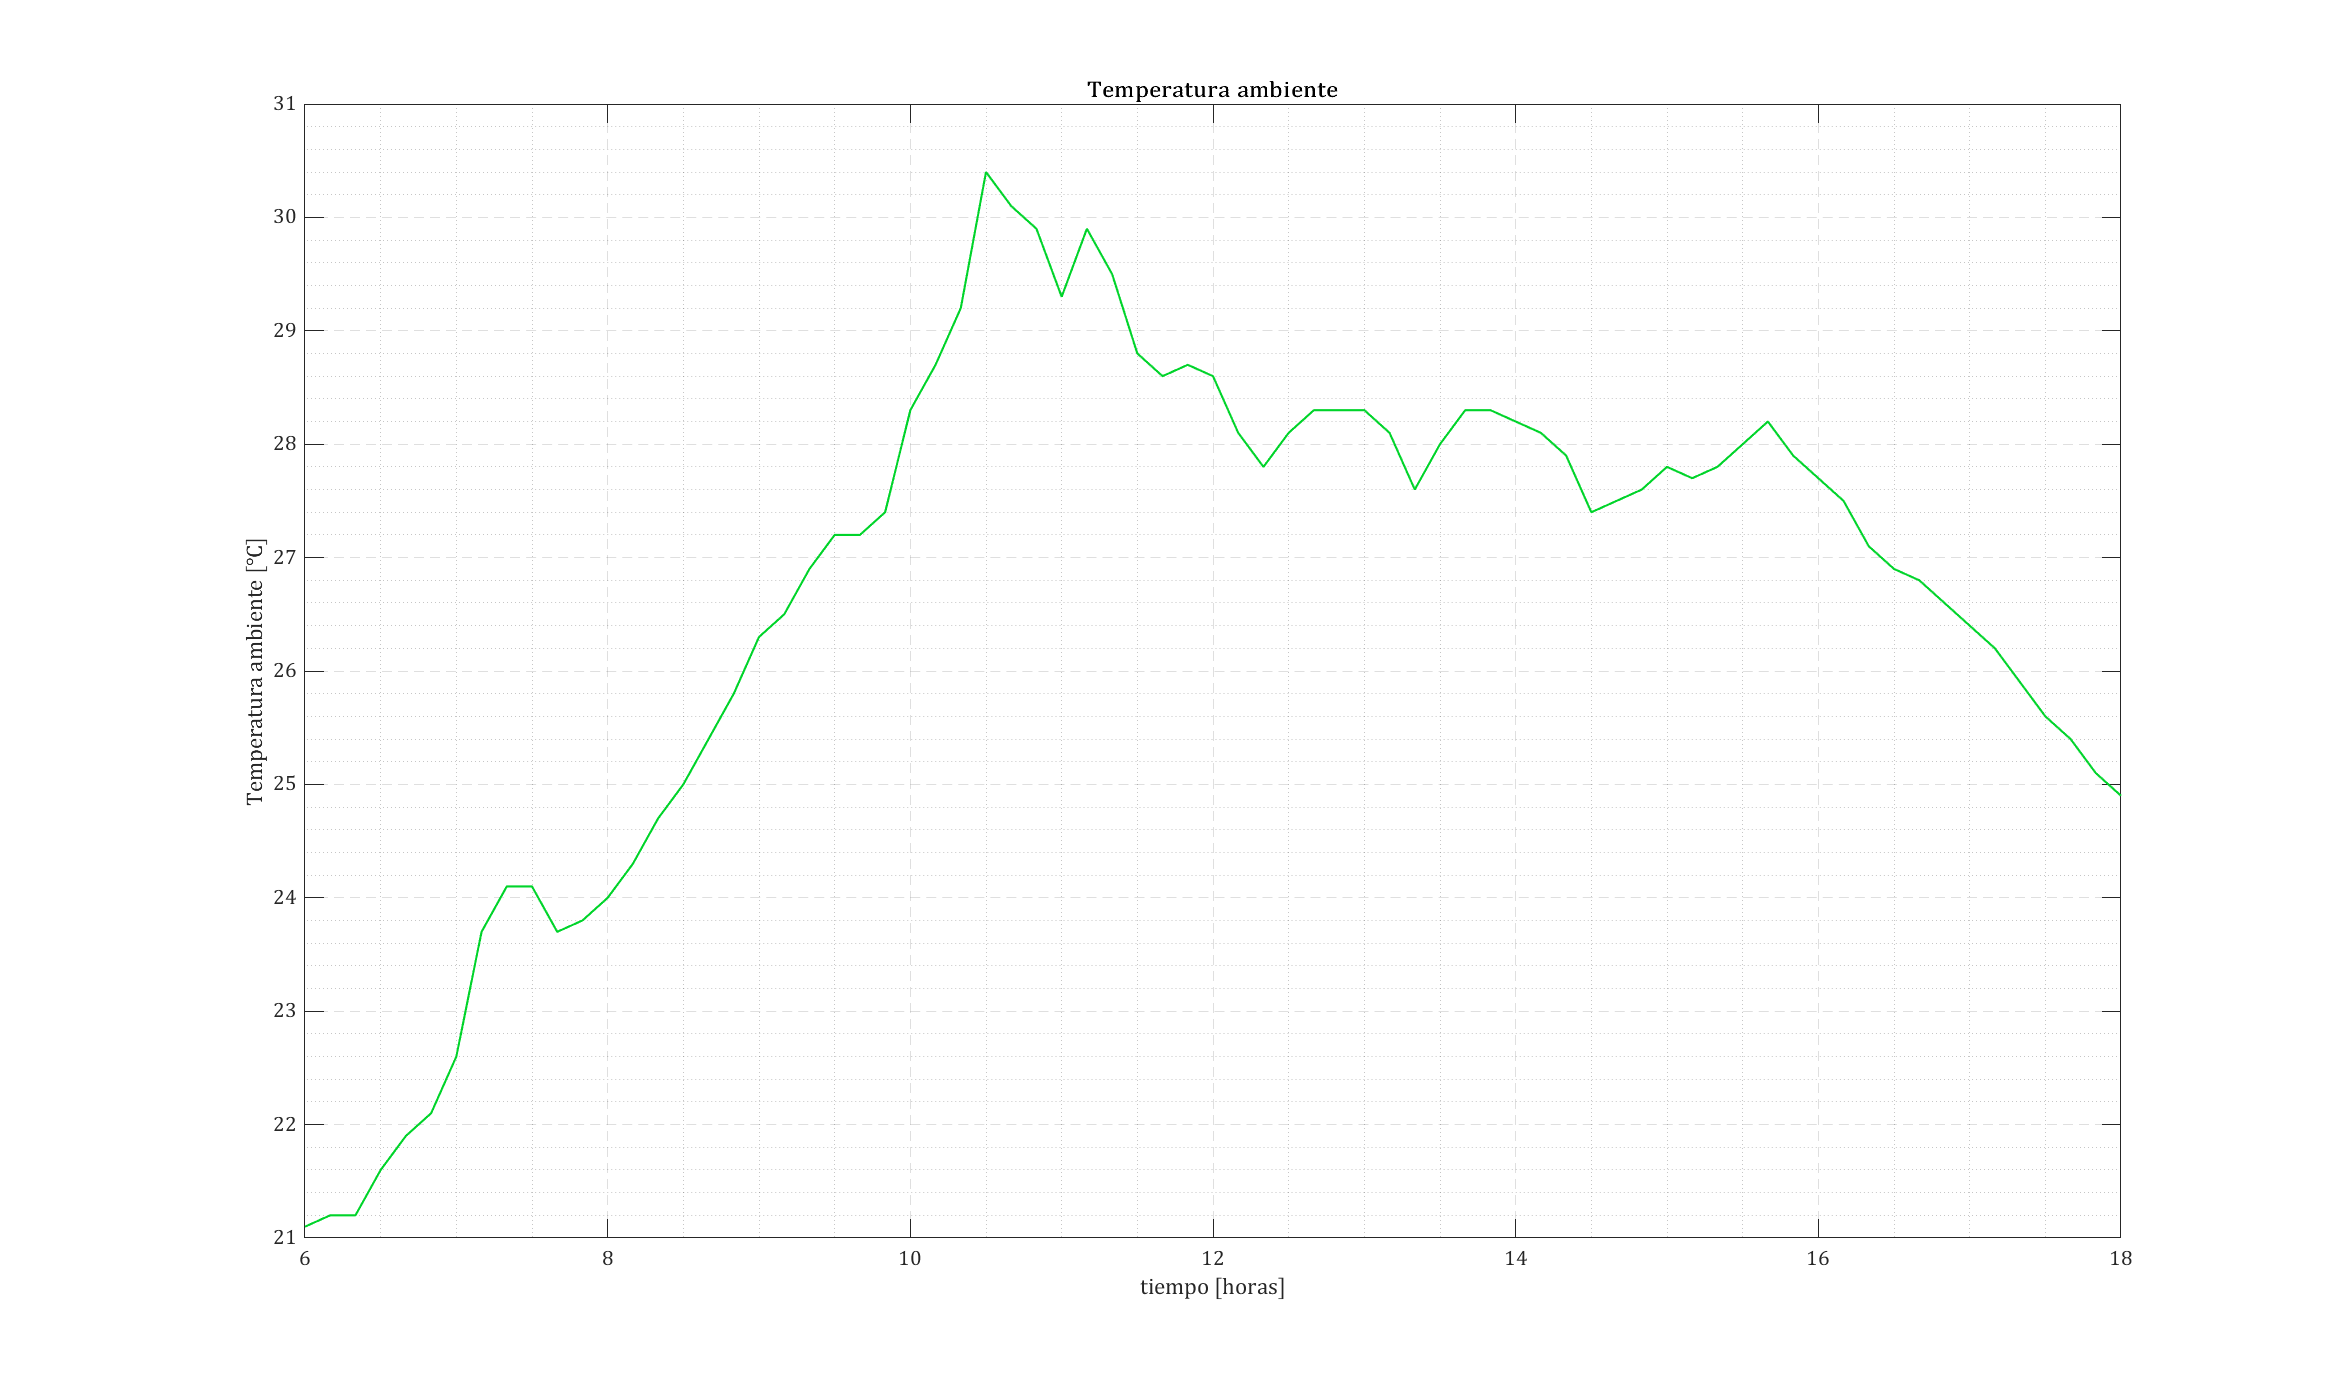 Temperatura ambiente
31
30
29
28
27
26
25
24
23
22
21
Temperatura ambiente [°C]
6 8 10 12 14 16 18
tiempo [horas]